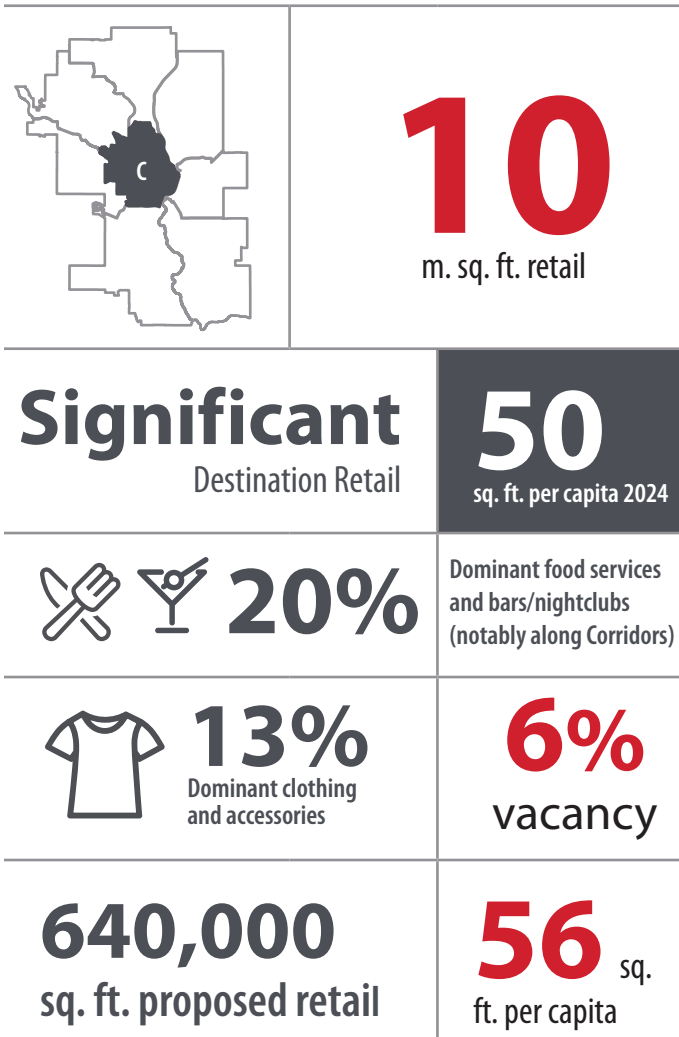 C
10
m. sq. ft. retail
Significant
Destination Retail
50
sq. ft. per capita 2024
20%
Dominant food services
and bars/nightclubs
(notably along Corridors)
13%
Dominant clothing
and accessories
6%
vacancy
640,000
sq. ft. proposed retail
56 sq.
ft. per capita